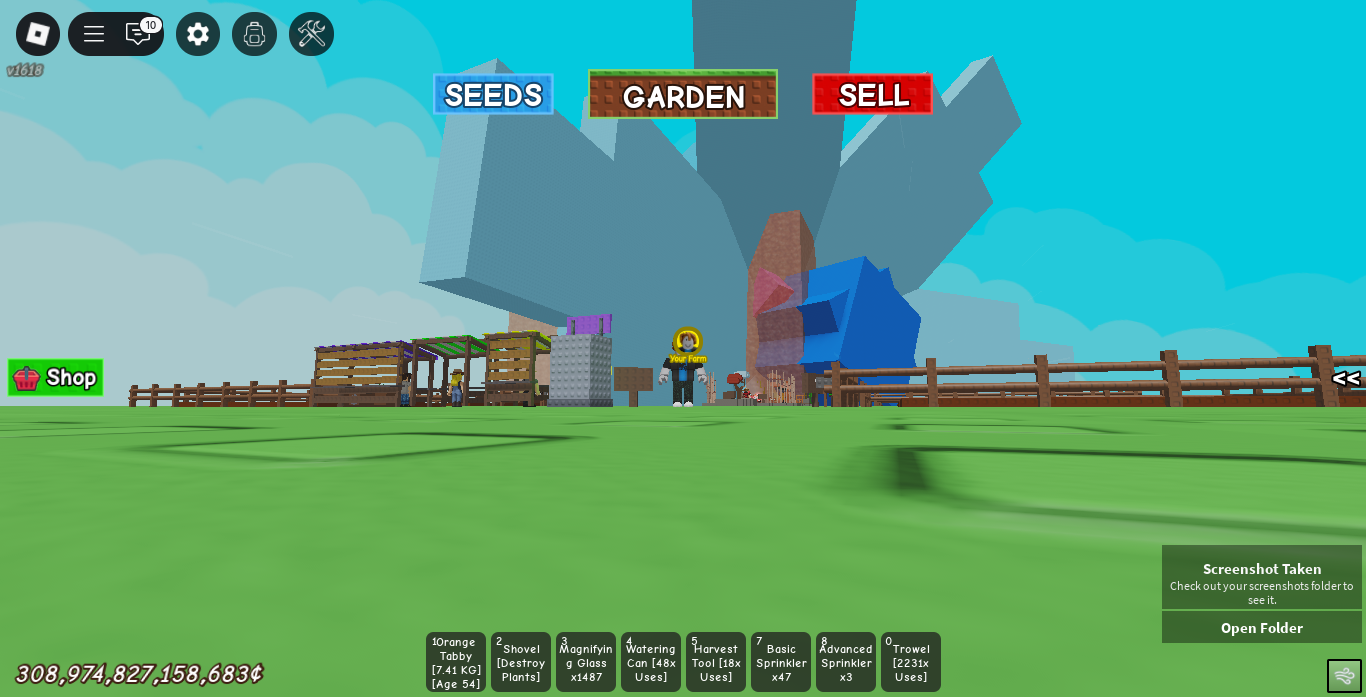 10
v1618
SEEDS
GARDEN
SELL
Your Farm
Shop
<<
Screenshot Taken
Check out your screenshots folder to
see it.
Open Folder
1 Orange
Tabby
[7.41 KG]
[Age 54]
2 Shovel
[Destroy
Plants]
3 Magnifyin
g Glass
x1487
4 Watering
Can [48x
Uses]
5 Harvest
Tool [18x
Uses]
7 Basic
Sprinkler
x47
8 Advanced
Sprinkler
x3
0 Trowel
[2231x
Uses]
308,974,827,158,683¢